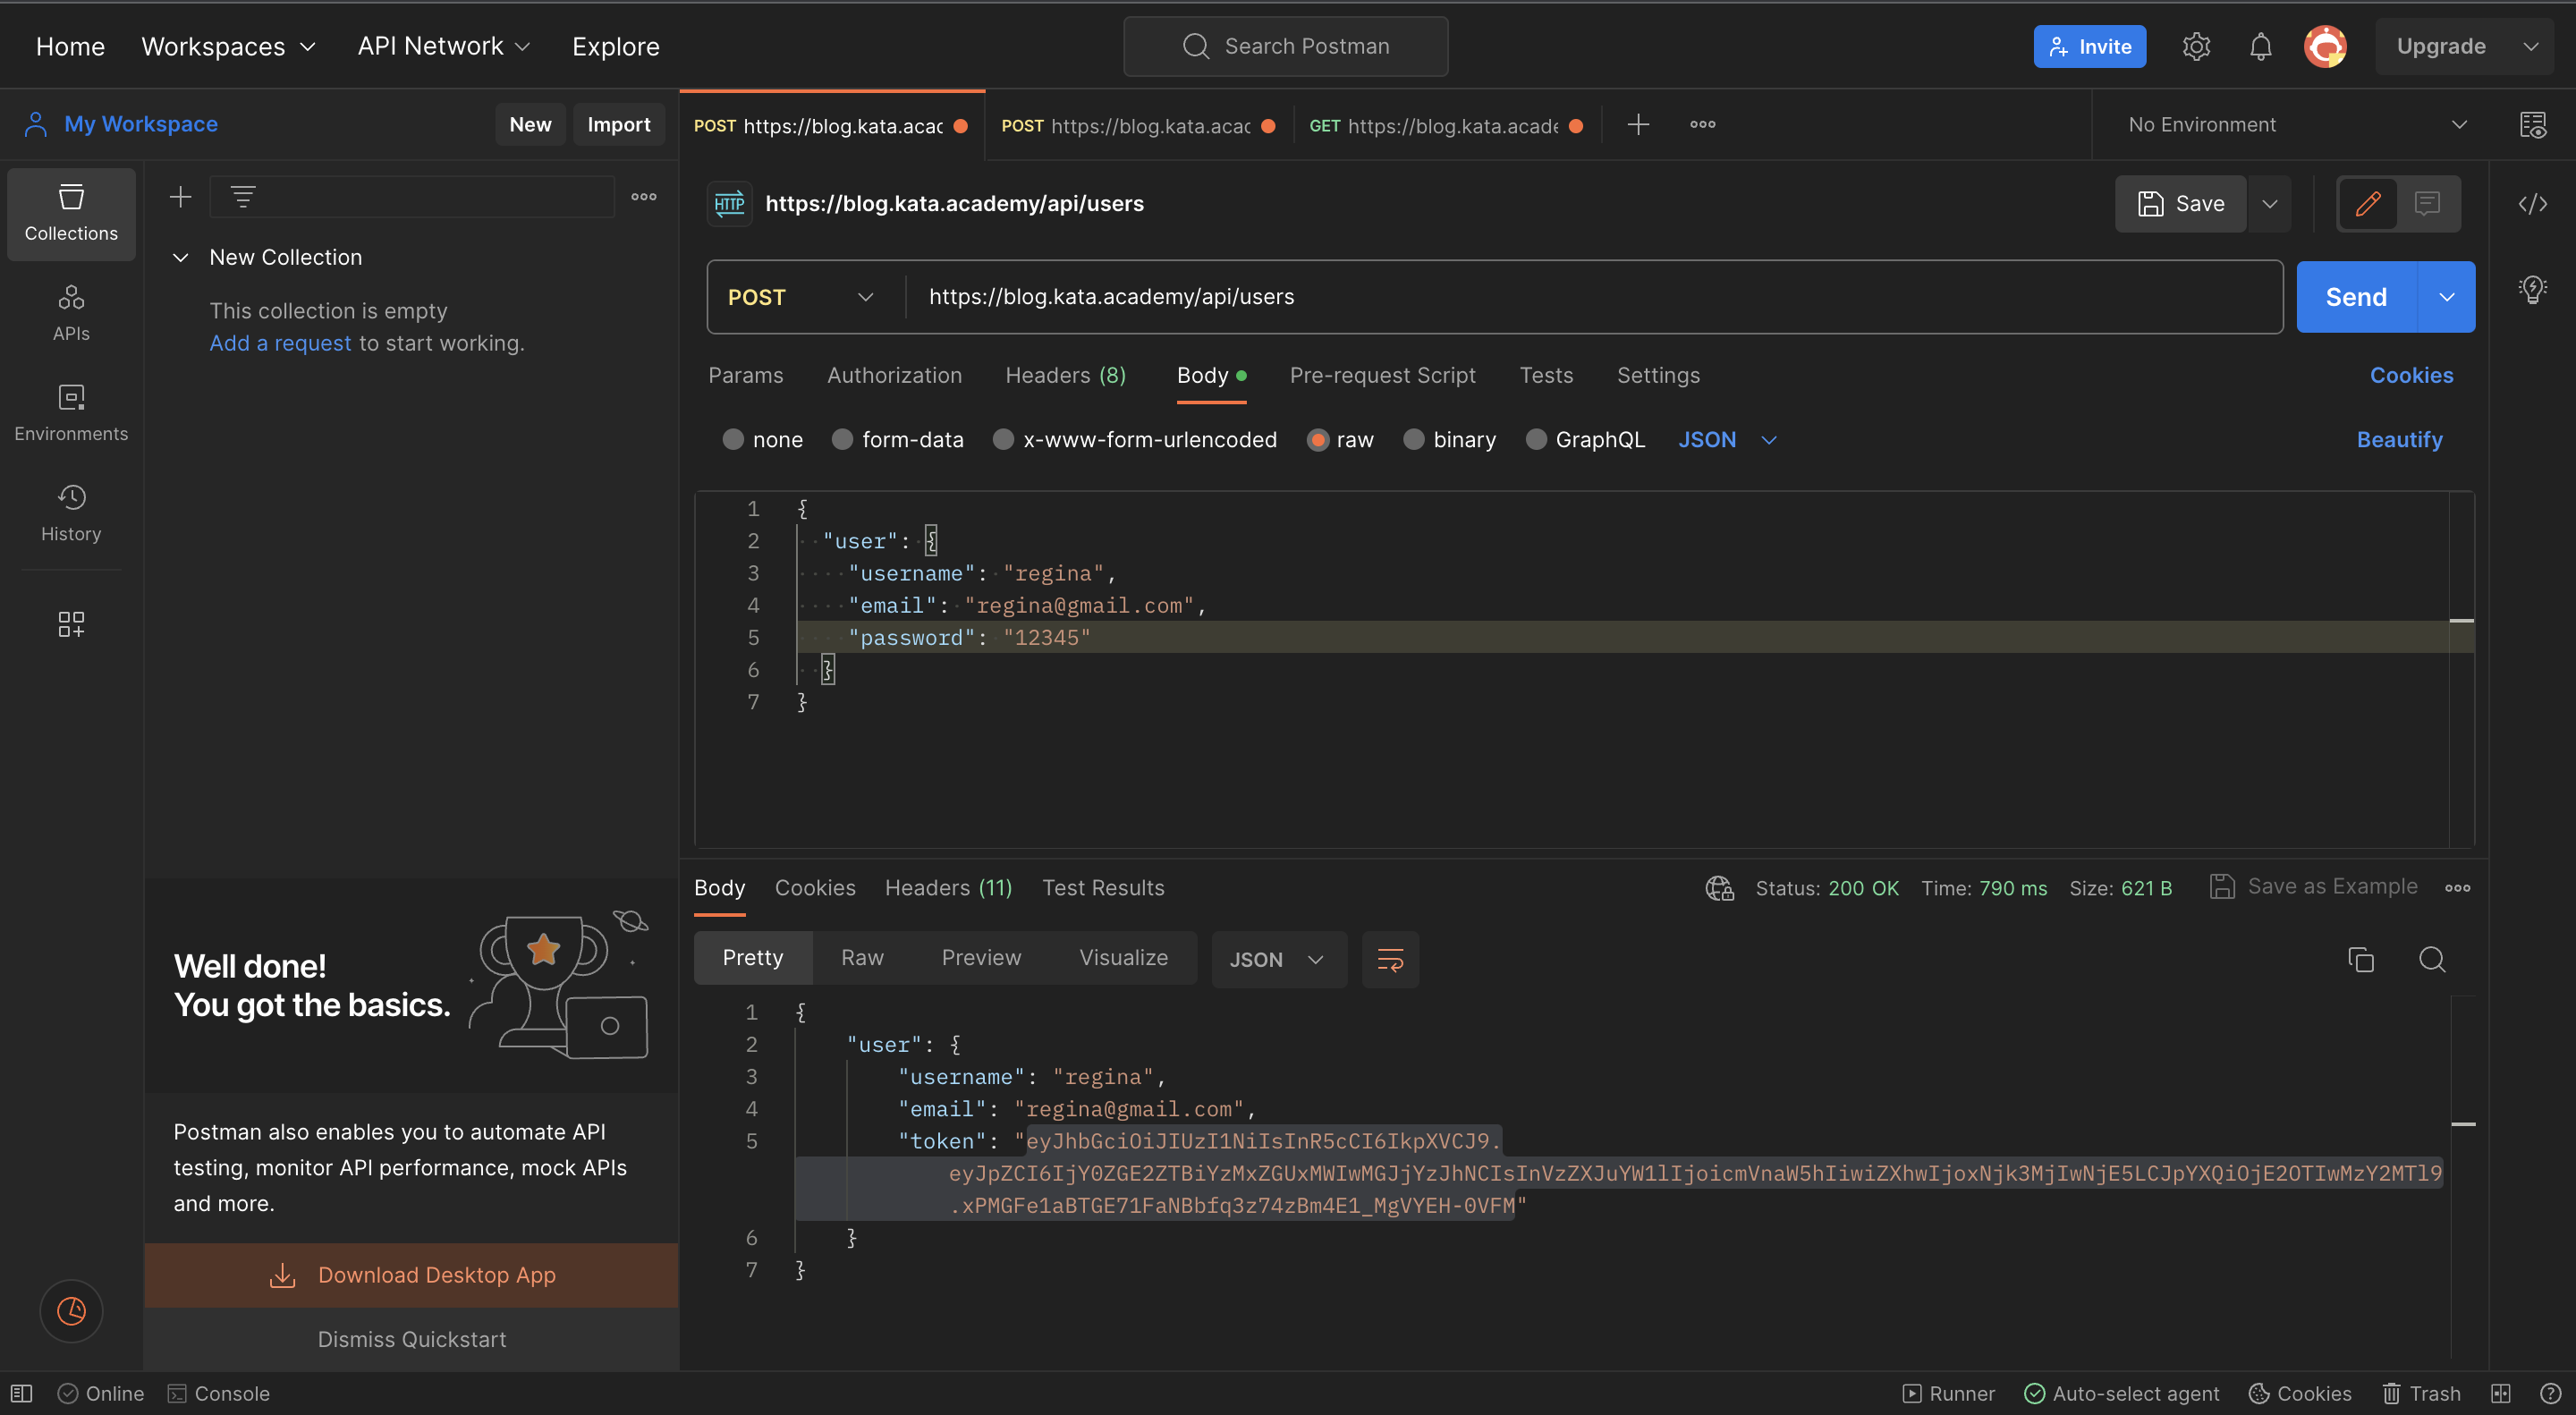 Home Workspaces API Network Explore Search Postman Invite Upgrade
My Workspace New Import
POST https://blog.kata.acad POST https://blog.kata.acac GET https://blog.kata.acade No Environment
Collections
APIs
Environments
History
New Collection
This collection is empty
Add a request to start working.
HTTP https://blog.kata.academy/api/users Save
POST https://blog.kata.academy/api/users Send
Params Authorization Headers (8) Body Pre-request Script Tests Settings Cookies
none form-data x-www-form-urlencoded raw binary GraphQL JSON Beautify
1 {
2 "user": {
3 "username": "regina",
4 "email": "regina@gmail.com",
5 "password": "12345"
6 }
7 }
Well done!
You got the basics.
Postman also enables you to automate API
testing, monitor API performance, mock APIs
and more.
Download Desktop App
Dismiss Quickstart
Body Cookies Headers (11) Test Results Status: 200 OK Time: 790 ms Size: 621 B Save as Example
Pretty Raw Preview Visualize JSON
1 {
2 "user": {
3 "username": "regina",
4 "email": "regina@gmail.com",
5 "token": "eyJhbGciOiJIUzI1NiIsInR5cCI6IkpXVCJ9.
eyJpZCI6IjY0ZGE2ZTBiYzMxZGUxMWIwMGJjYzJhNCIsInVzZXJuYW1lIjoicmVnaW5hIiwiZXhwIjoxNjk3MjIwNjE5LCJpYXQiOjE2OTIwMzY2MTl9
.xPMGFe1aBTGE71FaNBbfq3z74zBm4E1_MgVYEH-0VFM"
6 }
7 }
Online Console Runner Auto-select agent Cookies Trash